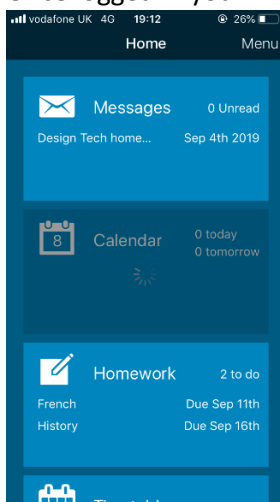 vodafone UK 4G 19:12 26%
Home Menu
Messages 0 Unread
Design Tech home... Sep 4th 2019
8 Calendar 0 today
0 tomorrow
Homework 2 to do
French Due Sep 11th
History Due Sep 16th